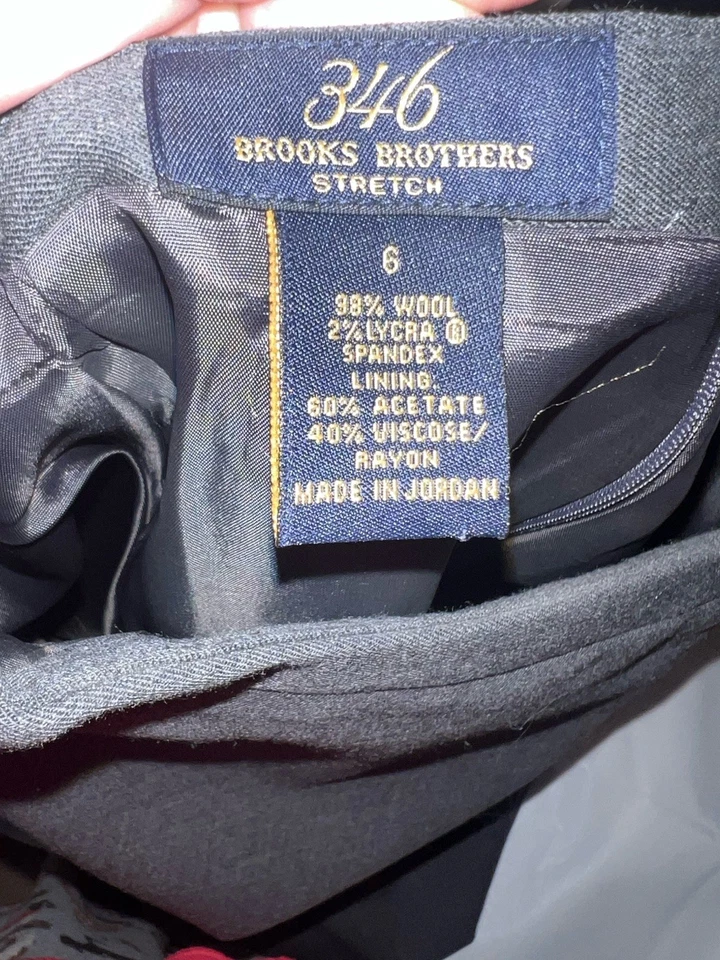 346
BROOKS BROTHERS
STRETCH
6
98% WOOL
2% LYCRA ®
SPANDEX
LINING:
60% ACETATE
40% VISCOSE/
RAYON
MADE IN JORDAN